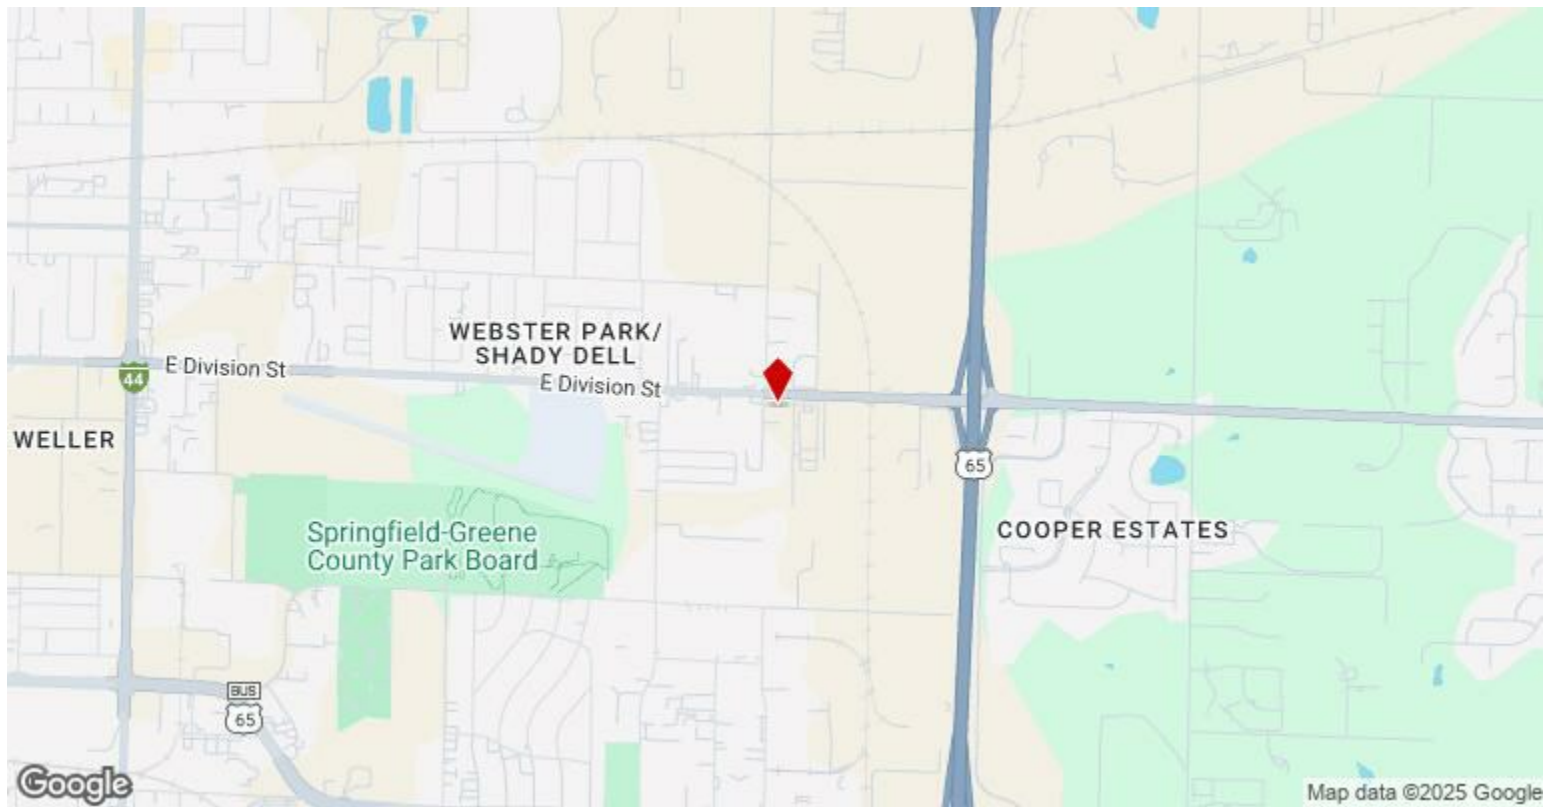 WEBSTER PARK/
SHADY DELL
E Division St
E Division St
44
WELLER
65
COOPER ESTATES
Springfield-Greene
County Park Board
BUS
65
Google
Map data ©2025 Google